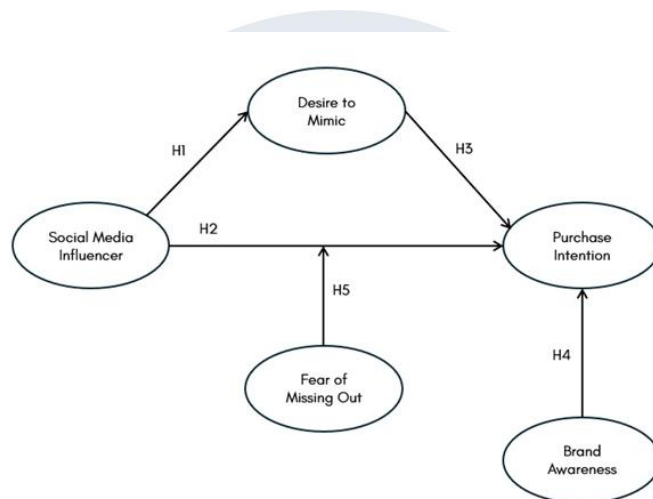 Desire to
Mimic
H1
H3
Social Media
Influencer
H2
Purchase
Intention
H5
H4
Fear of
Missing Out
Brand
Awareness